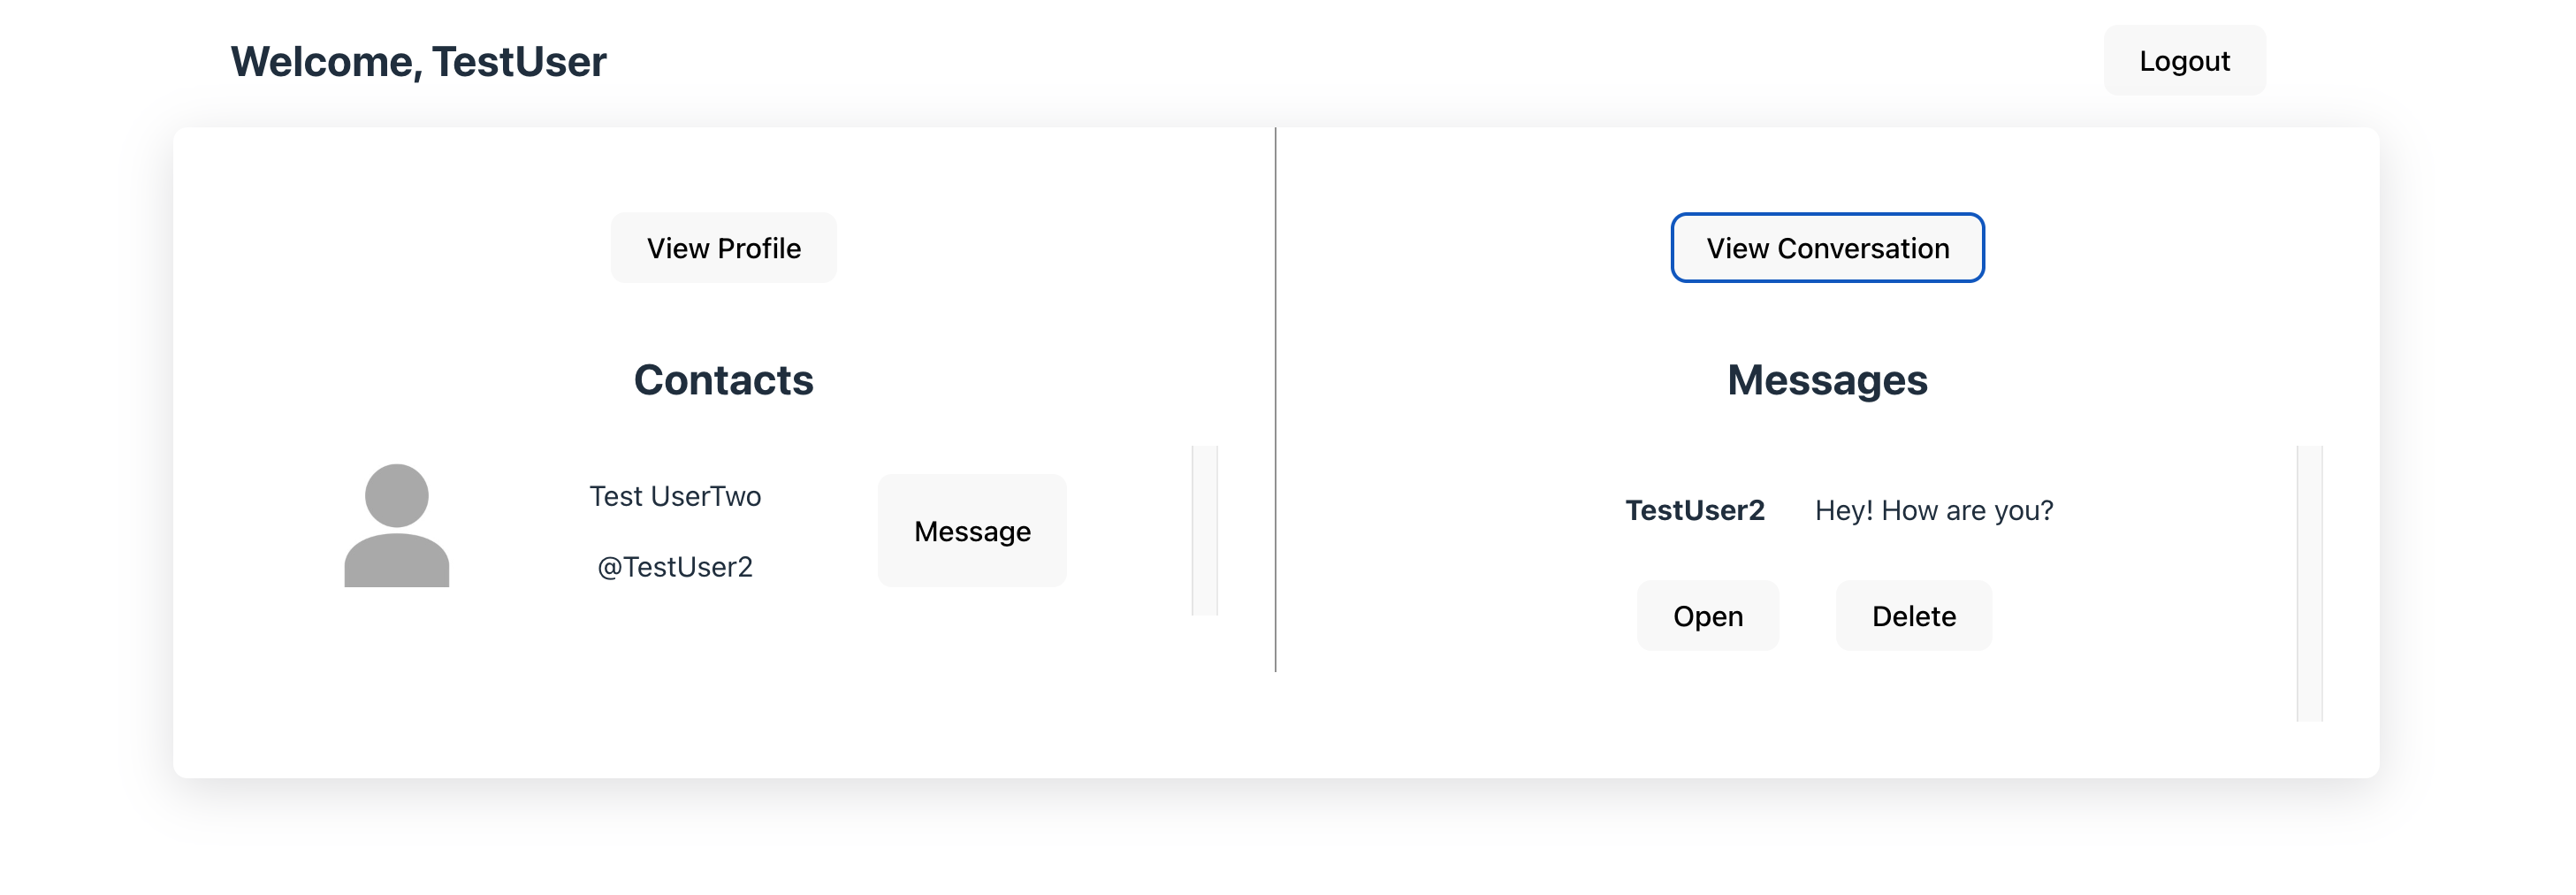 Welcome, TestUser
Logout
View Profile
Contacts
Test UserTwo
@TestUser2
Message
View Conversation
Messages
TestUser2 Hey! How are you?
Open
Delete